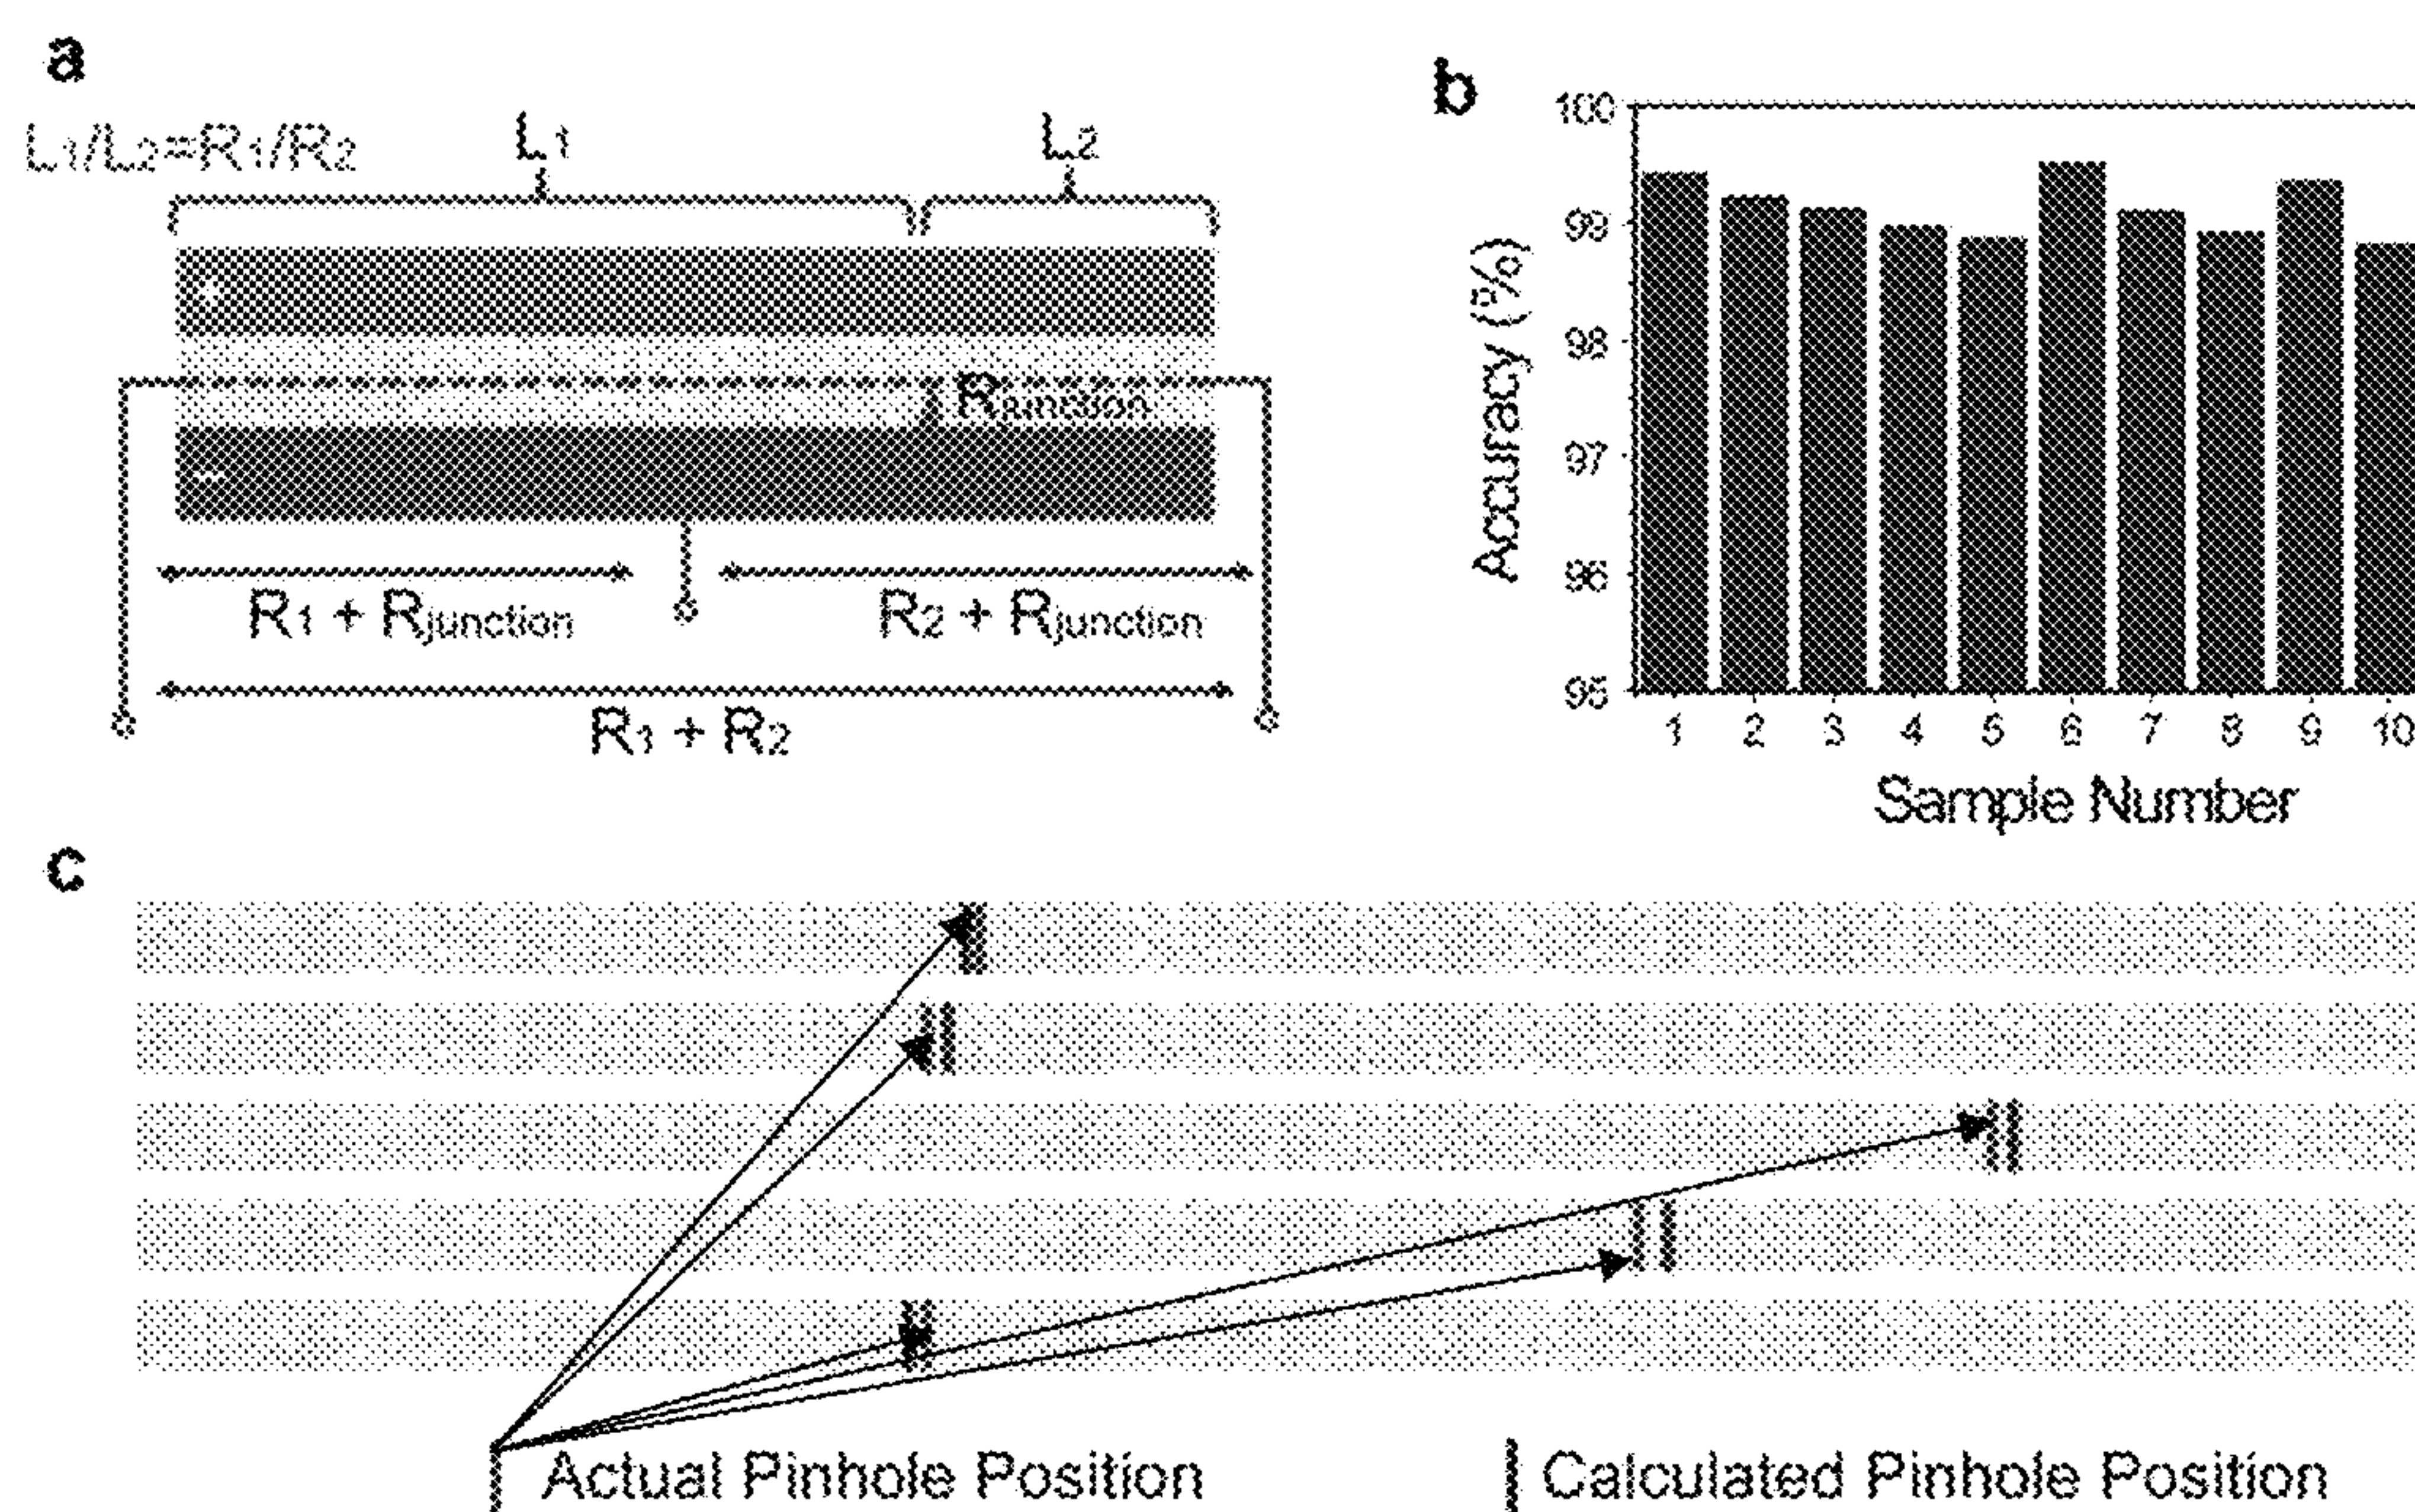 a
L1/L2=R1/R2
L1
L2
+
Rjunction
–
R1 + Rjunction
R2 + Rjunction
R1 + R2
b
Accuracy (%)
100
99
98
97
96
95
1 2 3 4 5 6 7 8 9 10
Sample Number
c
Actual Pinhole Position
Calculated Pinhole Position